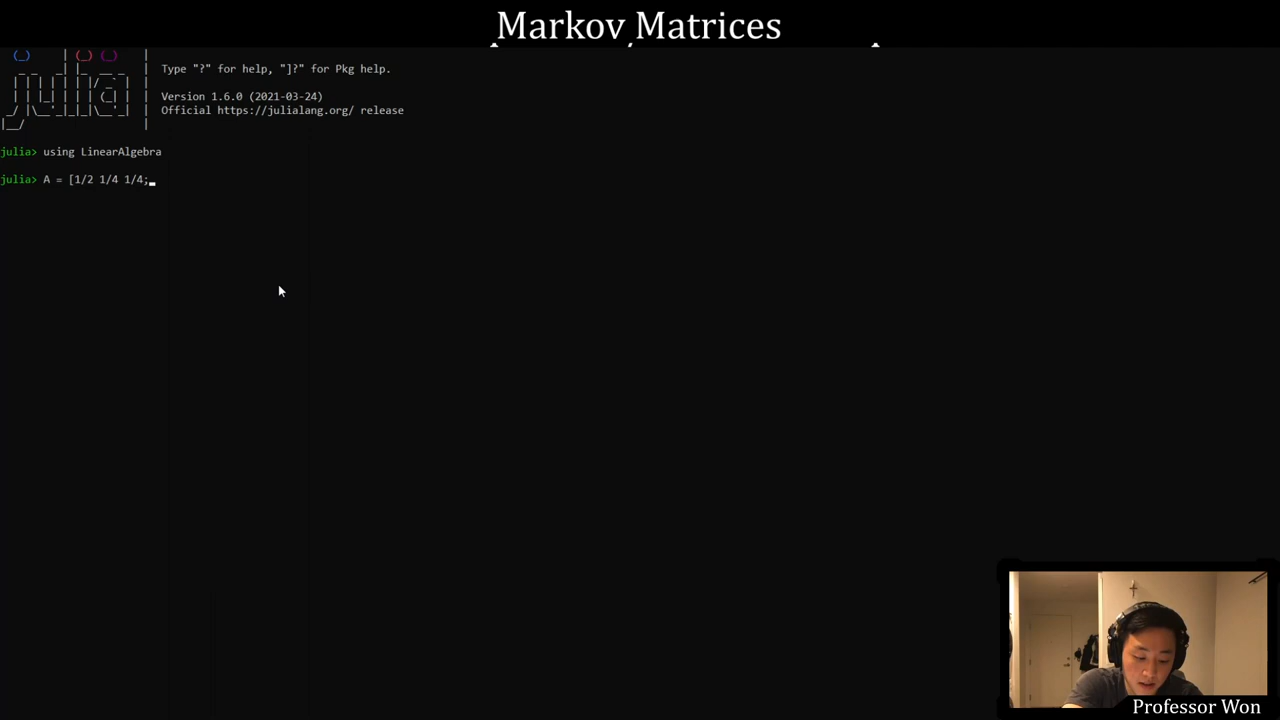 Markov Matrices
Type "?" for help, "]?" for Pkg help.
Version 1.6.0 (2021-03-24)
Official https://julialang.org/ release
julia> using LinearAlgebra
julia> A = [1/2 1/4 1/4;
Professor Won